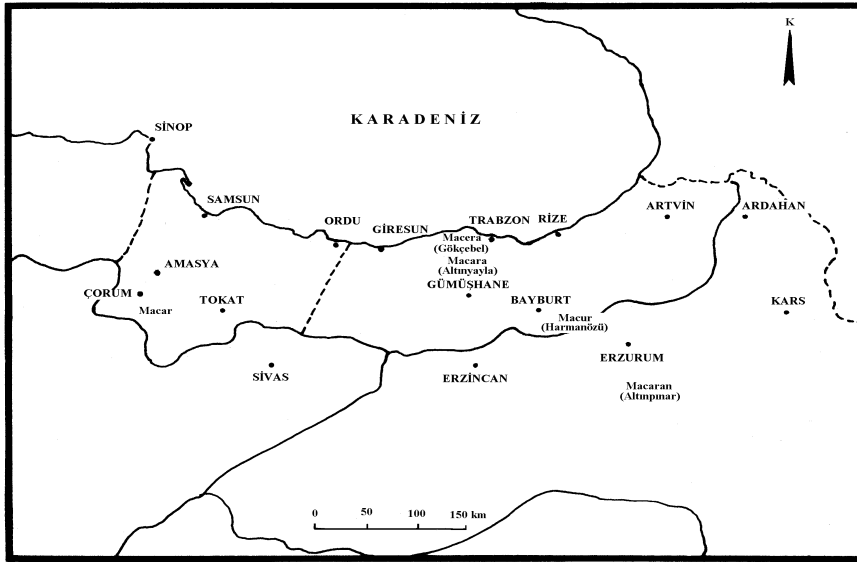 K
KARADENİZ
SİNOP
SAMSUN
ORDU
GİRESUN
TRABZON
RİZE
ARTVİN
ARDAHAN
Macera
(Gökçebel)
Macara
(Altınyayla)
AMASYA
GÜMÜŞHANE
ÇORUM
Macar
TOKAT
BAYBURT
KARS
Macur
(Harmanözü)
ERZURUM
SİVAS
ERZİNCAN
Macaran
(Altınpınar)
0 50 100 150 km